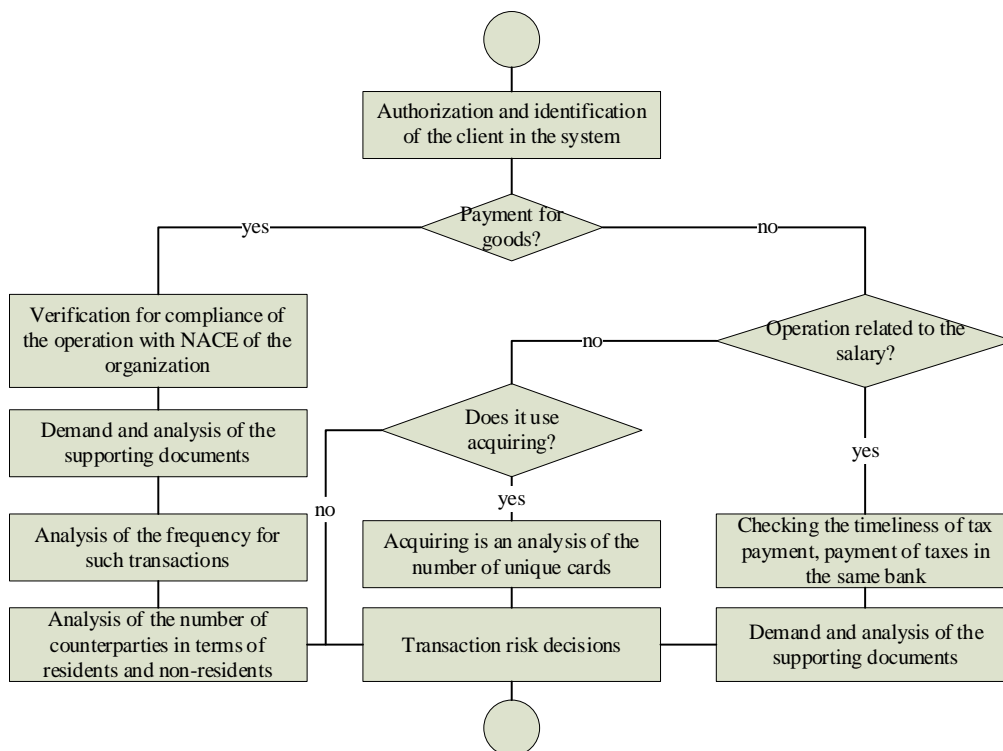 Authorization and identification
of the client in the system
Payment for
goods?
yes
no
Verification for compliance of
the operation with NACE of the
organization
Operation related to the
salary?
no
Does it use
acquiring?
Demand and analysis of the
supporting documents
yes
no
yes
Analysis of the frequency for
such transactions
Acquiring is an analysis of the
number of unique cards
Checking the timeliness of tax
payment, payment of taxes in
the same bank
Analysis of the number of
counterparties in terms of
residents and non-residents
Transaction risk decisions
Demand and analysis of the
supporting documents